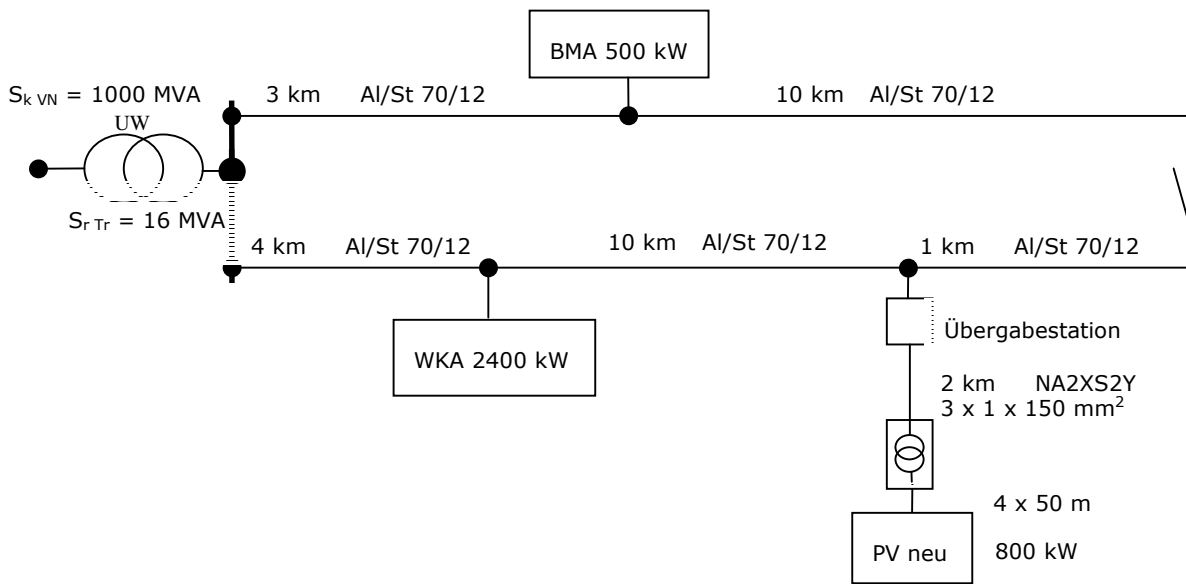 BMA 500 kW
S_k VN = 1000 MVA
3 km Al/St 70/12
10 km Al/St 70/12
UW
S_r Tr = 16 MVA
4 km Al/St 70/12
10 km Al/St 70/12
1 km Al/St 70/12
Übergabestation
WKA 2400 kW
2 km NA2XS2Y
3 x 1 x 150 mm²
4 x 50 m
PV neu
800 kW